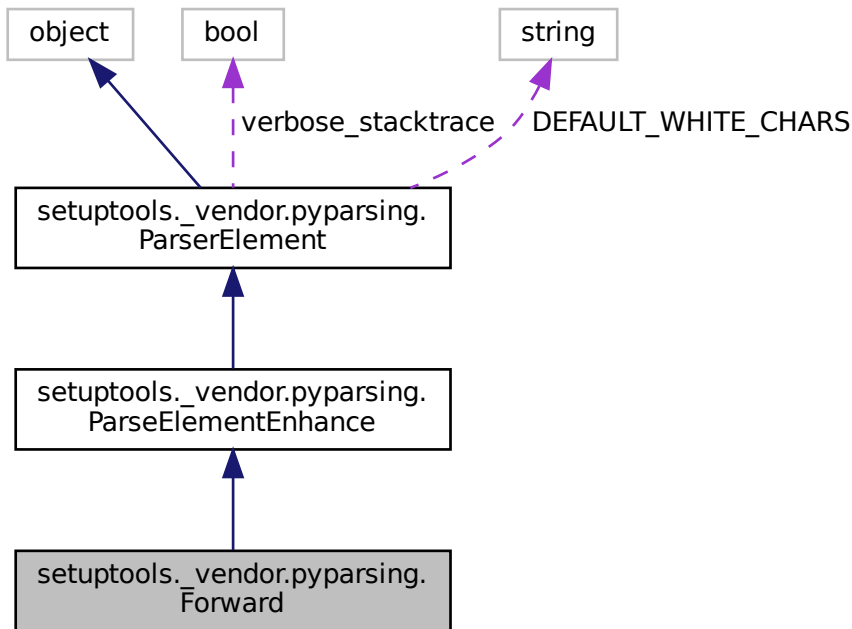 object
bool
string
verbose_stacktrace
DEFAULT_WHITE_CHARS
setuptools._vendor.pyparsing.
ParserElement
setuptools._vendor.pyparsing.
ParseElementEnhance
setuptools._vendor.pyparsing.
Forward